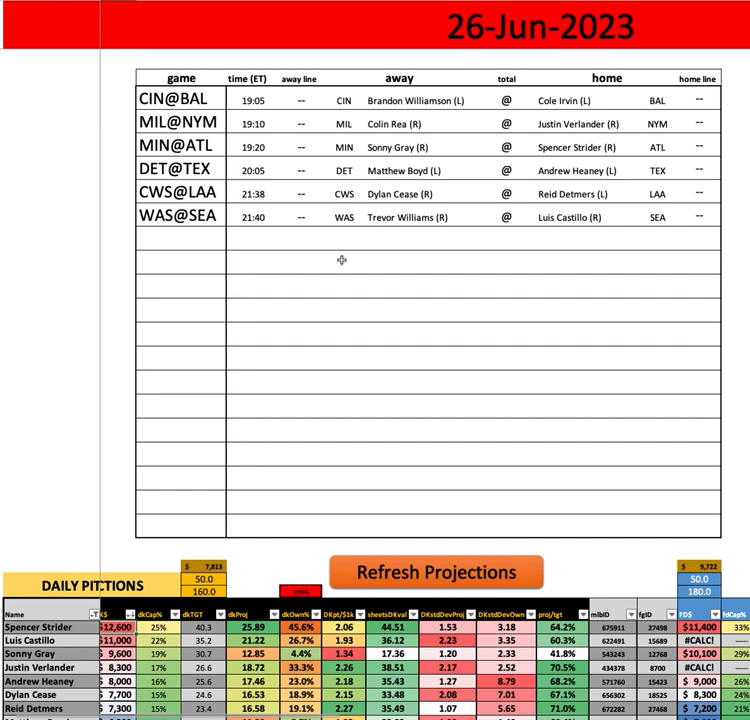 26-Jun-2023
game time (ET) away line away total home home line
CIN@BAL 19:05 -- CIN Brandon Williamson (L) @ Cole Irvin (L) BAL --
MIL@NYM 19:10 -- MIL Colin Rea (R) @ Justin Verlander (R) NYM --
MIN@ATL 19:20 -- MIN Sonny Gray (R) @ Spencer Strider (R) ATL --
DET@TEX 20:05 -- DET Matthew Boyd (L) @ Andrew Heaney (L) TEX --
CWS@LAA 21:38 -- CWS Dylan Cease (R) @ Reid Detmers (L) LAA --
WAS@SEA 21:40 -- WAS Trevor Williams (R) @ Luis Castillo (R) SEA --
$ 7,813 $ 9,722
DAILY PITCTIONS 50.0 Refresh Projections 50.0
160.0 180.0
Name K$ dkCap% dkTGT dkProj dkOwn% DKpt/$1k sheetsDKval DKstdDevProj DKstdDevOwn proj/tgt mlbID fgID FD$ fdCap%
Spencer Strider $12,600 25% 40.3 25.89 45.6% 2.06 44.51 1.53 3.18 64.2% 675911 27498 $11,400 33%
Luis Castillo $11,000 22% 35.2 21.22 26.7% 1.93 36.12 2.23 3.35 60.3% 622491 15689 #CALC!
Sonny Gray $ 9,600 19% 30.7 12.85 4.4% 1.34 17.36 1.20 2.33 41.8% 543243 12768 $10,100 29%
Justin Verlander $ 8,300 17% 26.6 18.72 33.3% 2.26 38.51 2.17 2.52 70.5% 434378 8700 #CALC!
Andrew Heaney $ 8,000 16% 25.6 17.46 23.0% 2.18 35.43 1.27 8.79 68.2% 571760 15423 $ 9,000 26%
Dylan Cease $ 7,700 15% 24.6 16.53 18.9% 2.15 33.48 2.08 7.01 67.1% 656302 18525 $ 8,300 24%
Reid Detmers $ 7,300 15% 23.4 16.58 19.1% 2.27 35.49 1.07 5.65 71.0% 672282 27468 $ 7,200 21%